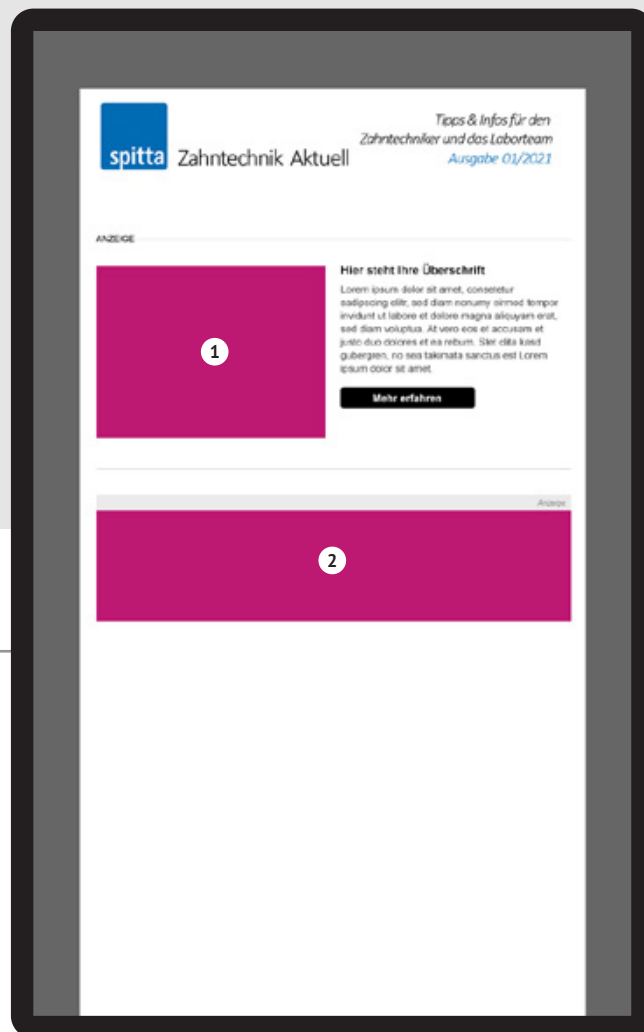 spitta
Zahntechnik Aktuell
Tipps & Infos für den
Zahntechniker und das Laborteam
Ausgabe 01/2021
ANZEIGE
1
Hier steht Ihre Überschrift
Lorem ipsum dolor sit amet, consetetur
sadipscing elitr, sed diam nonumy eirmod tempor
invidunt ut labore et dolore magna aliquyam erat,
sed diam voluptua. At vero eos et accusam et
justo duo dolores et ea rebum. Stet clita kasd
gubergren, no sea takimata sanctus est Lorem
ipsum dolor sit amet.
Mehr erfahren
Anzeige
2